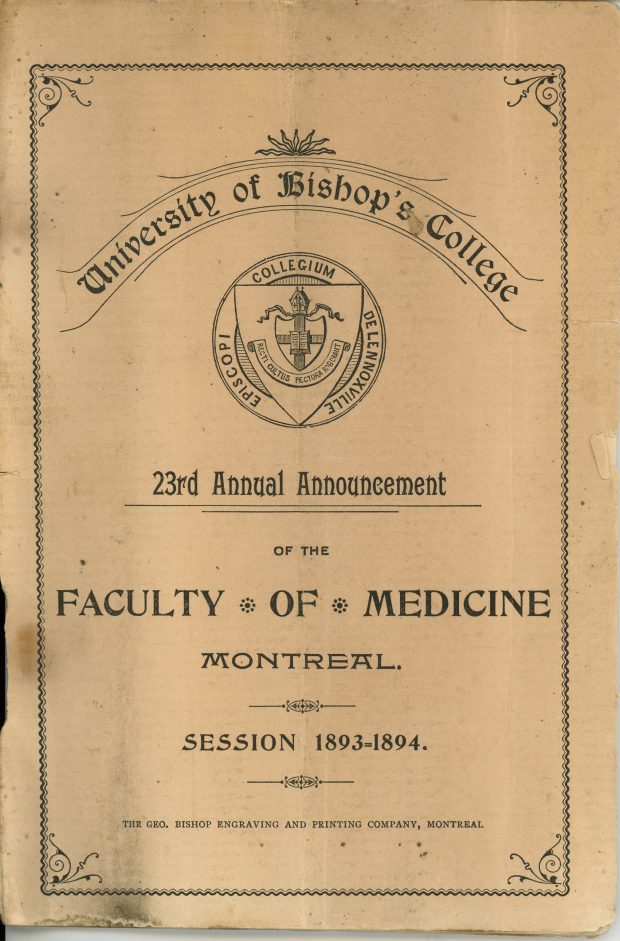 University of Bishop's College
COLLEGIUM
EPISCOPI
DE LENNOXVILLE
RECTI CULTUS PECTORA ROBORANT
23rd Annual Announcement
OF THE
FACULTY OF MEDICINE
MONTREAL.
SESSION 1893=1894.
THE GEO. BISHOP ENGRAVING AND PRINTING COMPANY, MONTREAL